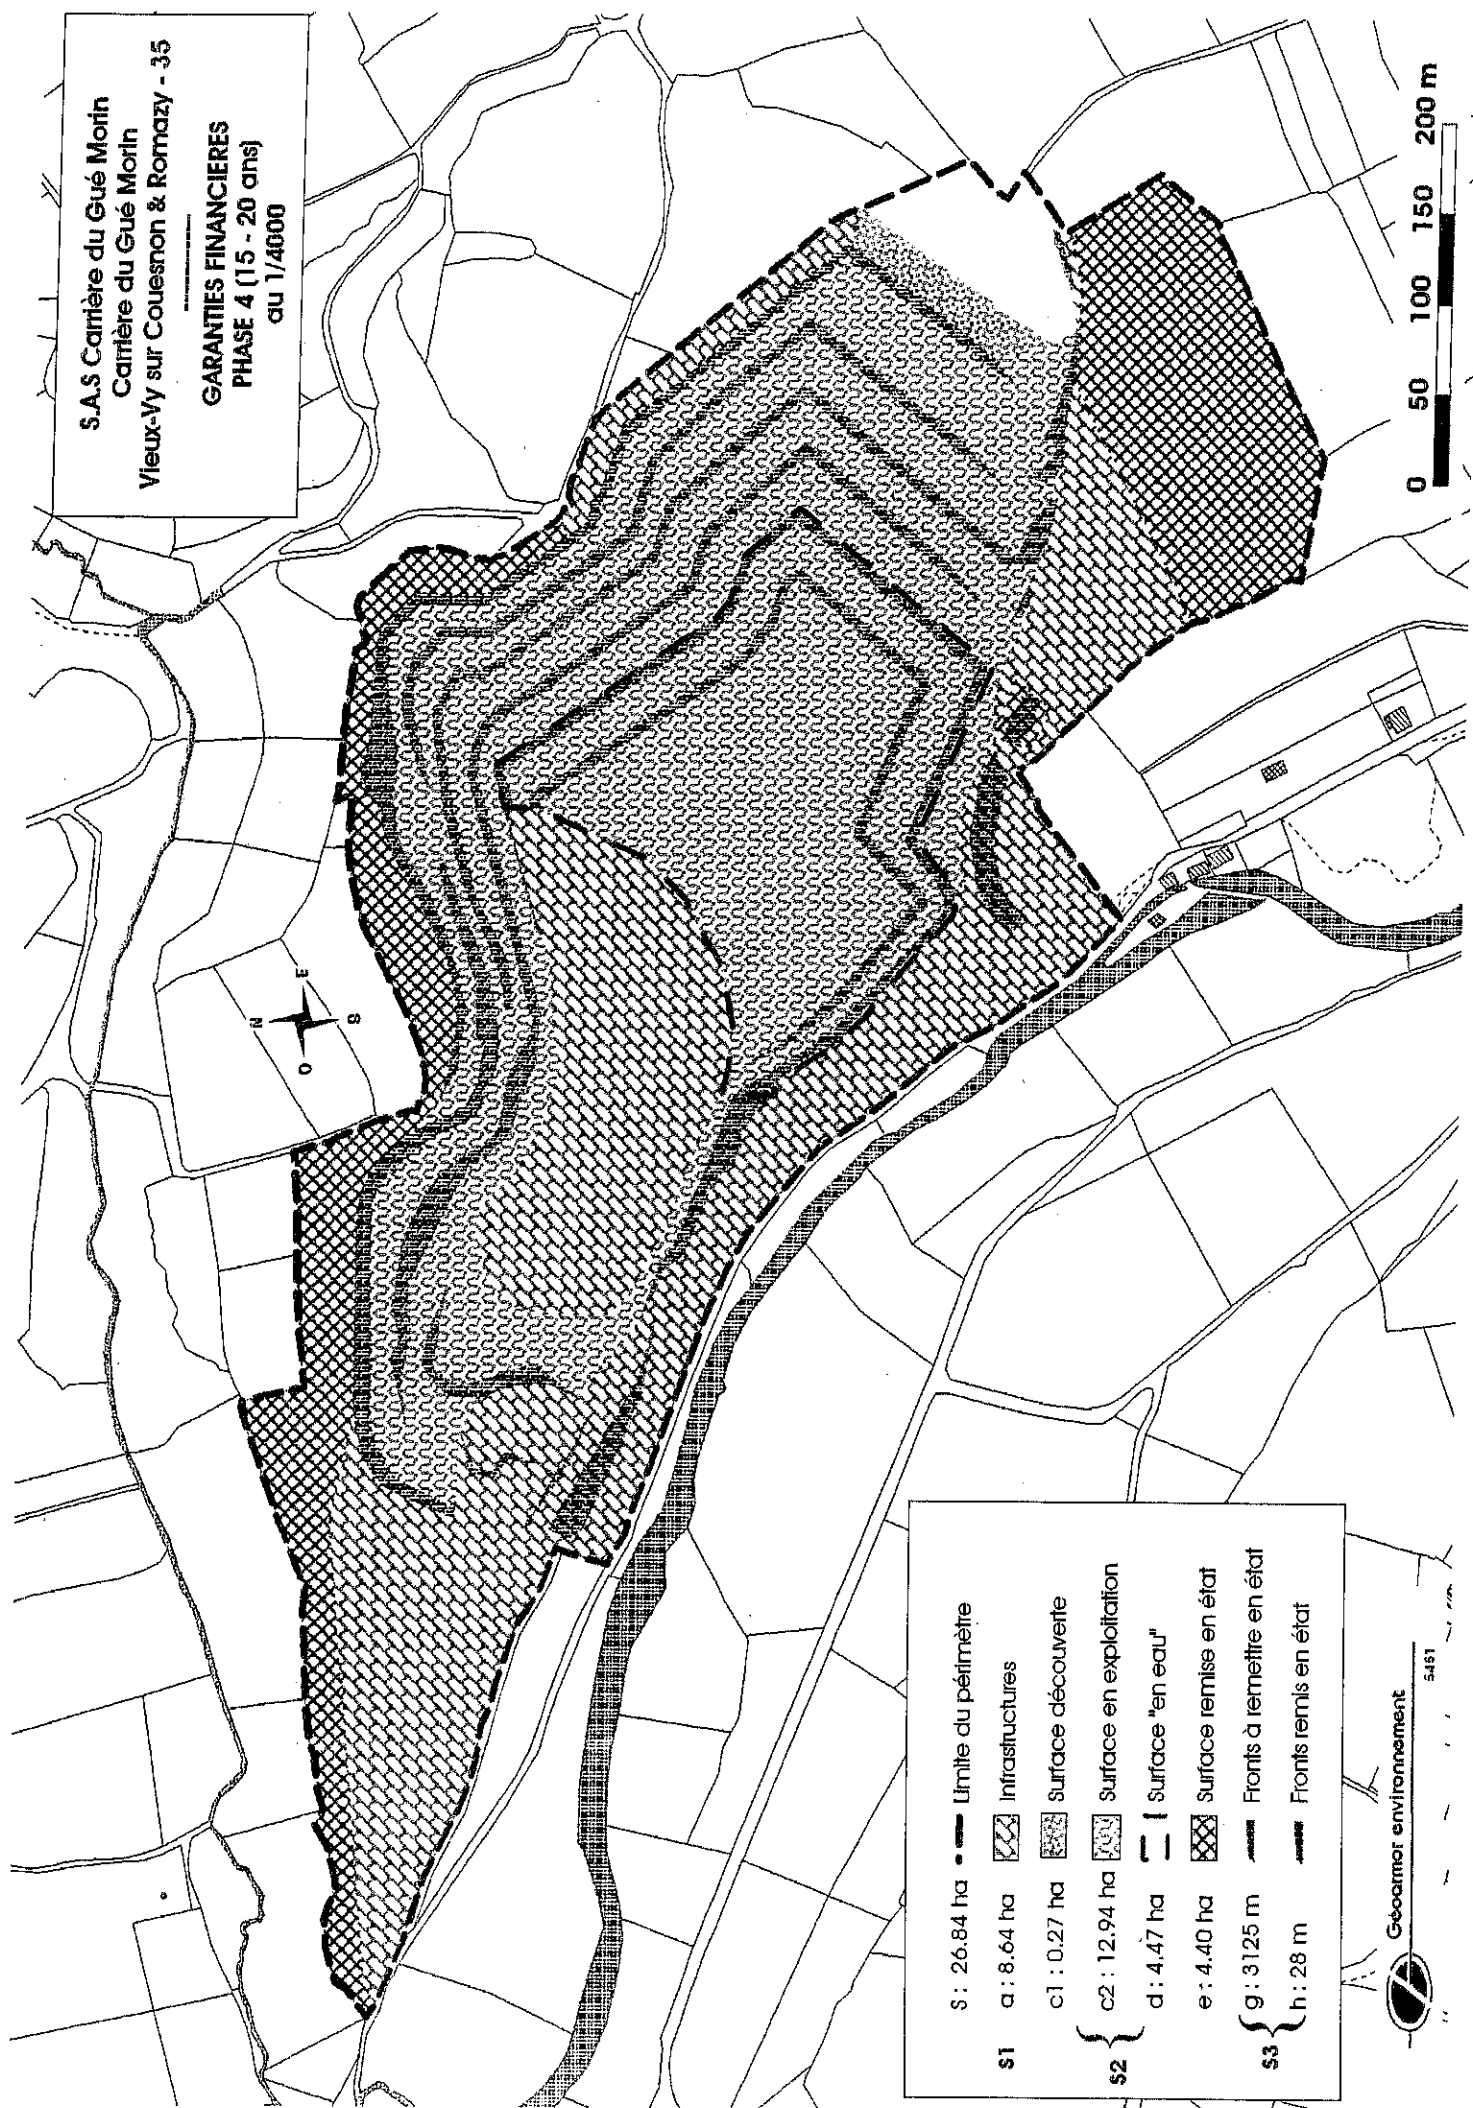 S.A.S Carrière du Gué Morin
Carrière du Gué Morin
Vieux-Vy sur Couesnon & Romazy - 35
GARANTIES FINANCIERES
PHASE 4 (15 - 20 ans)
au 1/4000
N
O
E
S
0 50 100 150 200 m
S : 26.84 ha Limite du périmètre
S1 a : 8.64 ha Infrastructures
c1 : 0.27 ha Surface découverte
S2 c2 : 12.94 ha Surface en exploitation
d : 4.47 ha Surface "en eau"
e : 4.40 ha Surface remise en état
S3 g : 3125 m Fronts à remettre en état
h : 28 m Fronts remis en état
Géoarmor environnement
5451